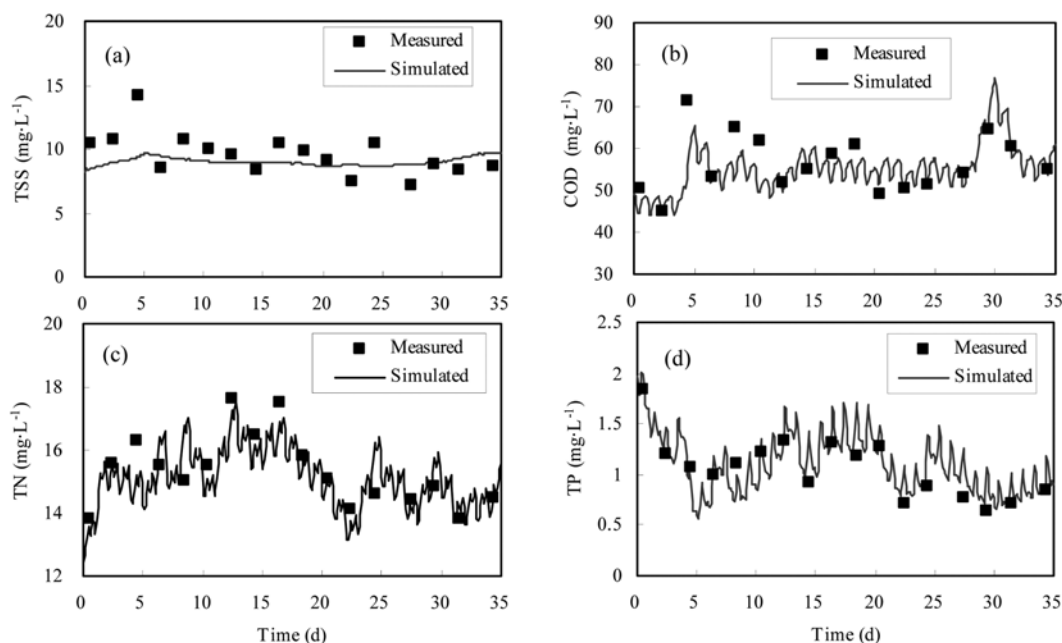 (a)
Measured
Simulated
TSS (mg·L⁻¹)
20
15
10
5
0
0 5 10 15 20 25 30 35
(b)
Measured
Simulated
COD (mg·L⁻¹)
90
80
70
60
50
40
30
0 5 10 15 20 25 30 35
(c)
Measured
Simulated
TN (mg·L⁻¹)
20
18
16
14
12
0 5 10 15 20 25 30 35
Time (d)
(d)
Measured
Simulated
TP (mg·L⁻¹)
2.5
2
1.5
1
0.5
0
0 5 10 15 20 25 30 35
Time (d)